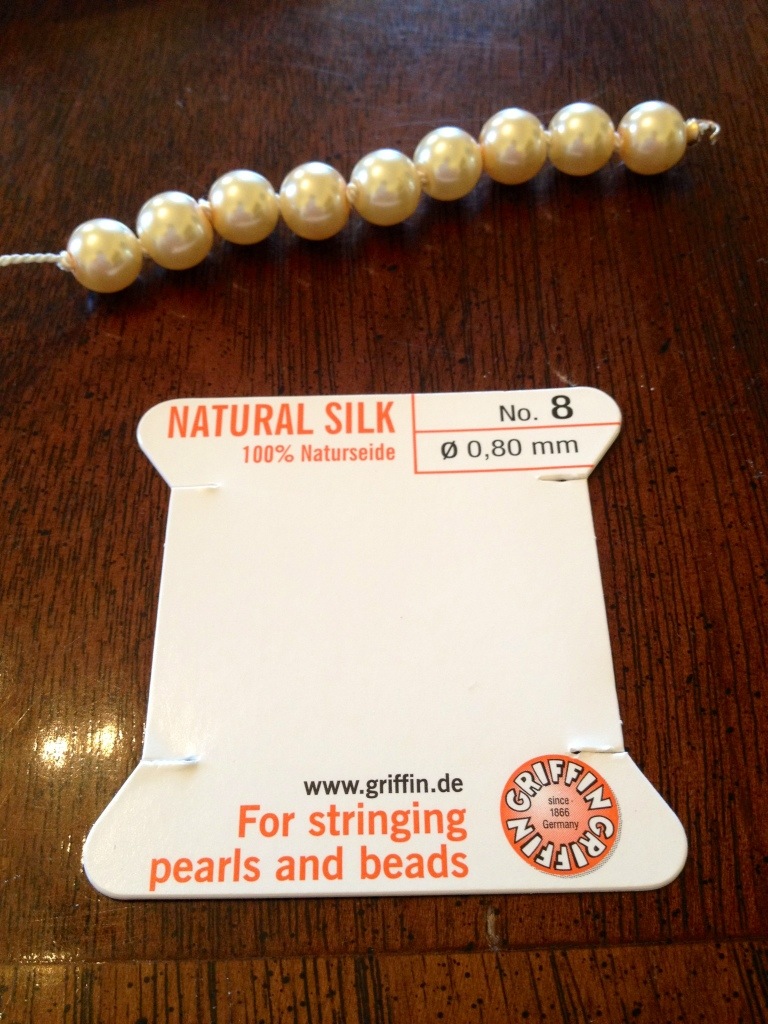 NATURAL SILK
100% Naturseide
No. 8
Ø 0,80 mm
www.griffin.de
For stringing
pearls and beads
GRIFFIN GRIFFIN
since
1866
Germany